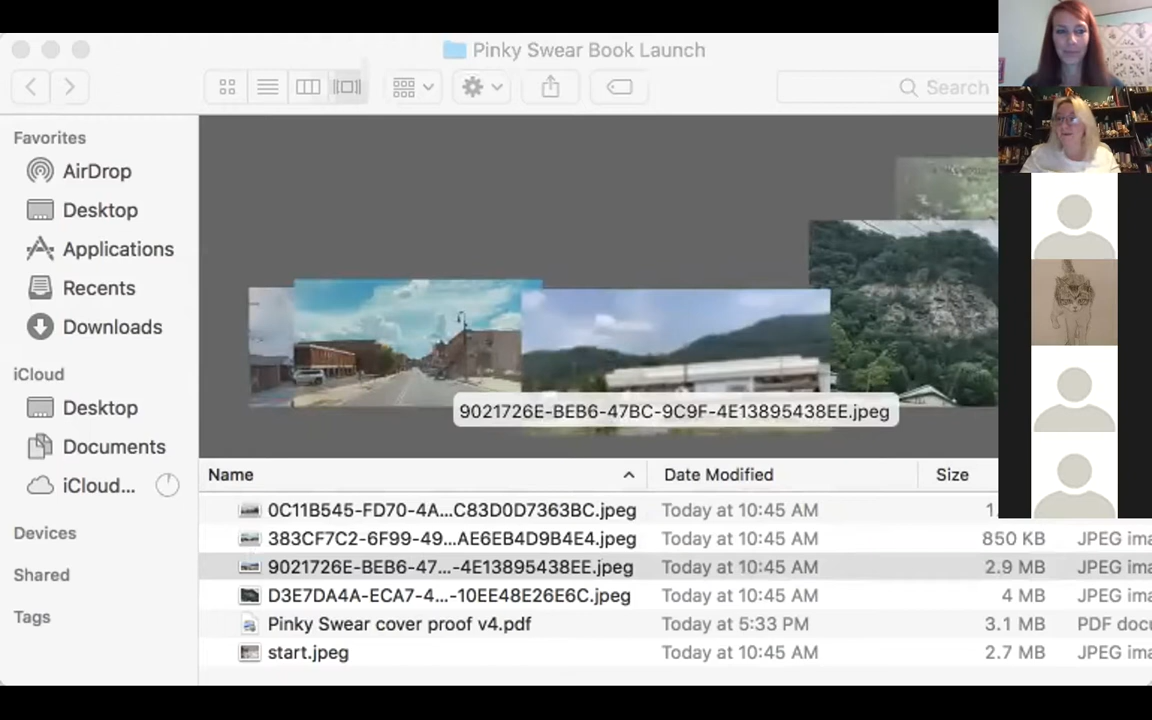 Pinky Swear Book Launch
Search
Favorites
AirDrop
Desktop
Applications
Recents
Downloads
iCloud
Desktop
Documents
iCloud...
Devices
Shared
Tags
9021726E-BEB6-47BC-9C9F-4E13895438EE.jpeg
Name Date Modified Size
0C11B545-FD70-4A...C83D0D7363BC.jpeg Today at 10:45 AM 1.
383CF7C2-6F99-49...AE6EB4D9B4E4.jpeg Today at 10:45 AM 850 KB JPEG ima
9021726E-BEB6-47...-4E13895438EE.jpeg Today at 10:45 AM 2.9 MB JPEG ima
D3E7DA4A-ECA7-4...-10EE48E26E6C.jpeg Today at 10:45 AM 4 MB JPEG ima
Pinky Swear cover proof v4.pdf Today at 5:33 PM 3.1 MB PDF docu
start.jpeg Today at 10:45 AM 2.7 MB JPEG ima